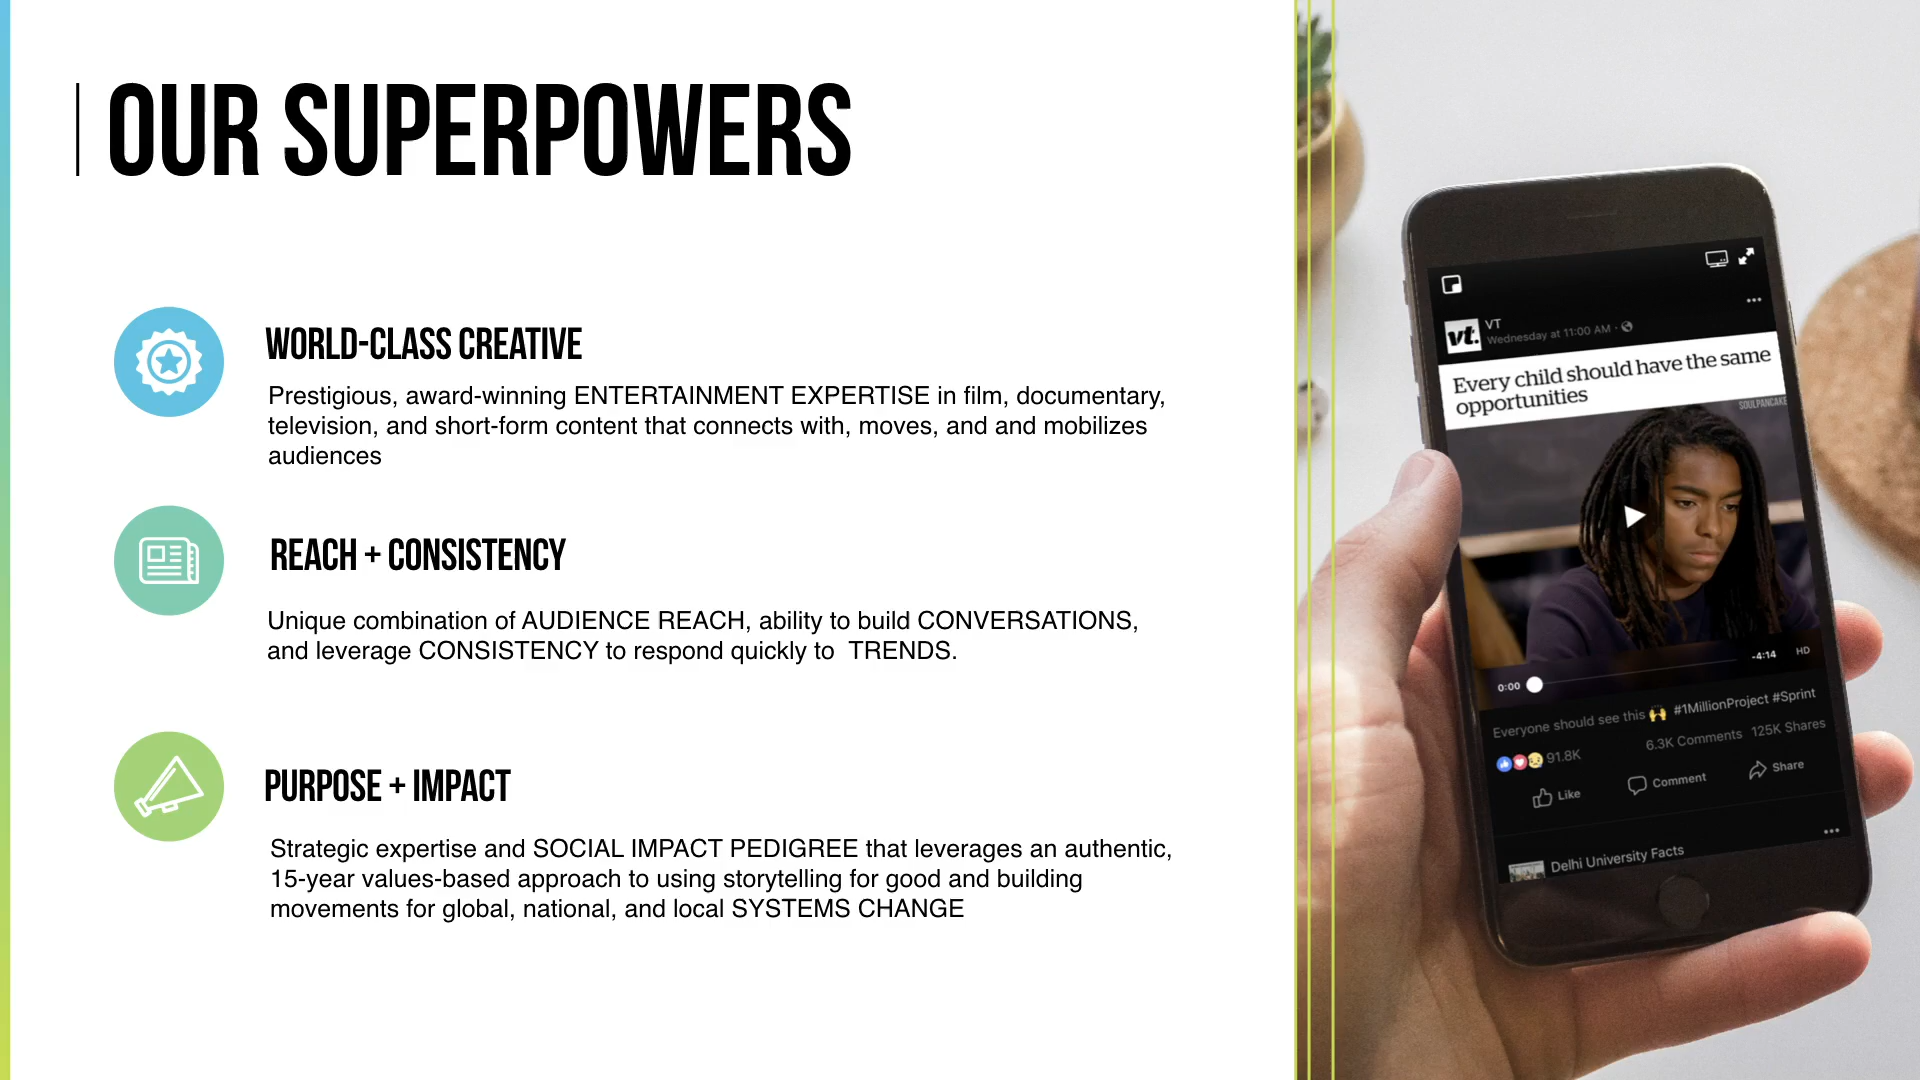 OUR SUPERPOWERS
WORLD-CLASS CREATIVE
Prestigious, award-winning ENTERTAINMENT EXPERTISE in film, documentary,
television, and short-form content that connects with, moves, and and mobilizes
audiences
REACH + CONSISTENCY
Unique combination of AUDIENCE REACH, ability to build CONVERSATIONS,
and leverage CONSISTENCY to respond quickly to  TRENDS.
PURPOSE + IMPACT
Strategic expertise and SOCIAL IMPACT PEDIGREE that leverages an authentic,
15-year values-based approach to using storytelling for good and building
movements for global, national, and local SYSTEMS CHANGE
vt.
VT
Wednesday at 11:00 AM ·
Every child should have the same
opportunities
SOULPANCAKE
0:00
-4:14
HD
Everyone should see this 🙌 #1MillionProject #Sprint
91.8K
6.3K Comments 125K Shares
Like
Comment
Share
Delhi University Facts